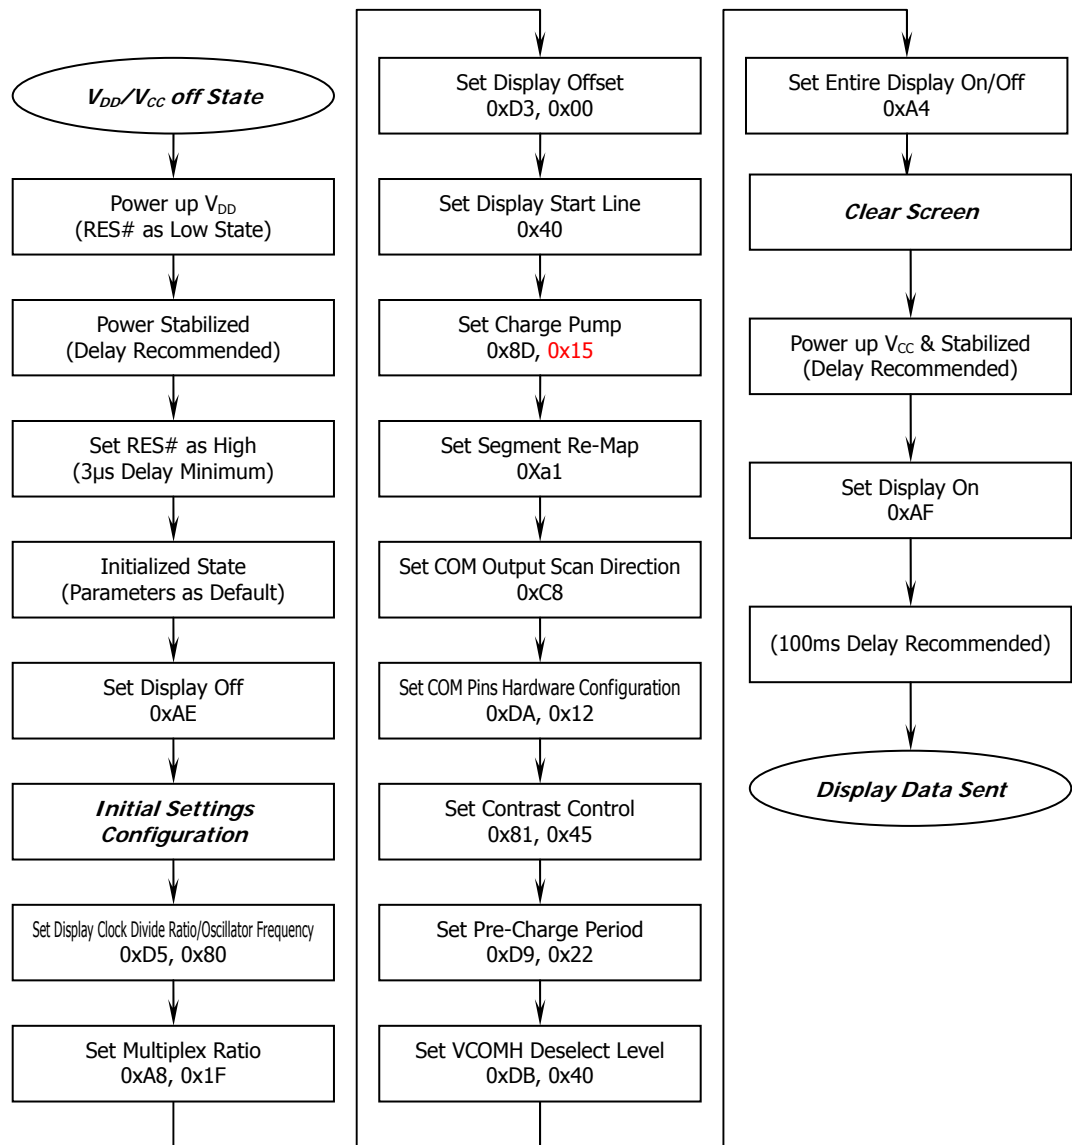 V_DD/V_CC off State
Power up V_DD
(RES# as Low State)
Power Stabilized
(Delay Recommended)
Set RES# as High
(3µs Delay Minimum)
Initialized State
(Parameters as Default)
Set Display Off
0xAE
Initial Settings
Configuration
Set Display Clock Divide Ratio/Oscillator Frequency
0xD5, 0x80
Set Multiplex Ratio
0xA8, 0x1F
Set Display Offset
0xD3, 0x00
Set Display Start Line
0x40
Set Charge Pump
0x8D, 0x15
Set Segment Re-Map
0Xa1
Set COM Output Scan Direction
0xC8
Set COM Pins Hardware Configuration
0xDA, 0x12
Set Contrast Control
0x81, 0x45
Set Pre-Charge Period
0xD9, 0x22
Set VCOMH Deselect Level
0xDB, 0x40
Set Entire Display On/Off
0xA4
Clear Screen
Power up V_CC & Stabilized
(Delay Recommended)
Set Display On
0xAF
(100ms Delay Recommended)
Display Data Sent